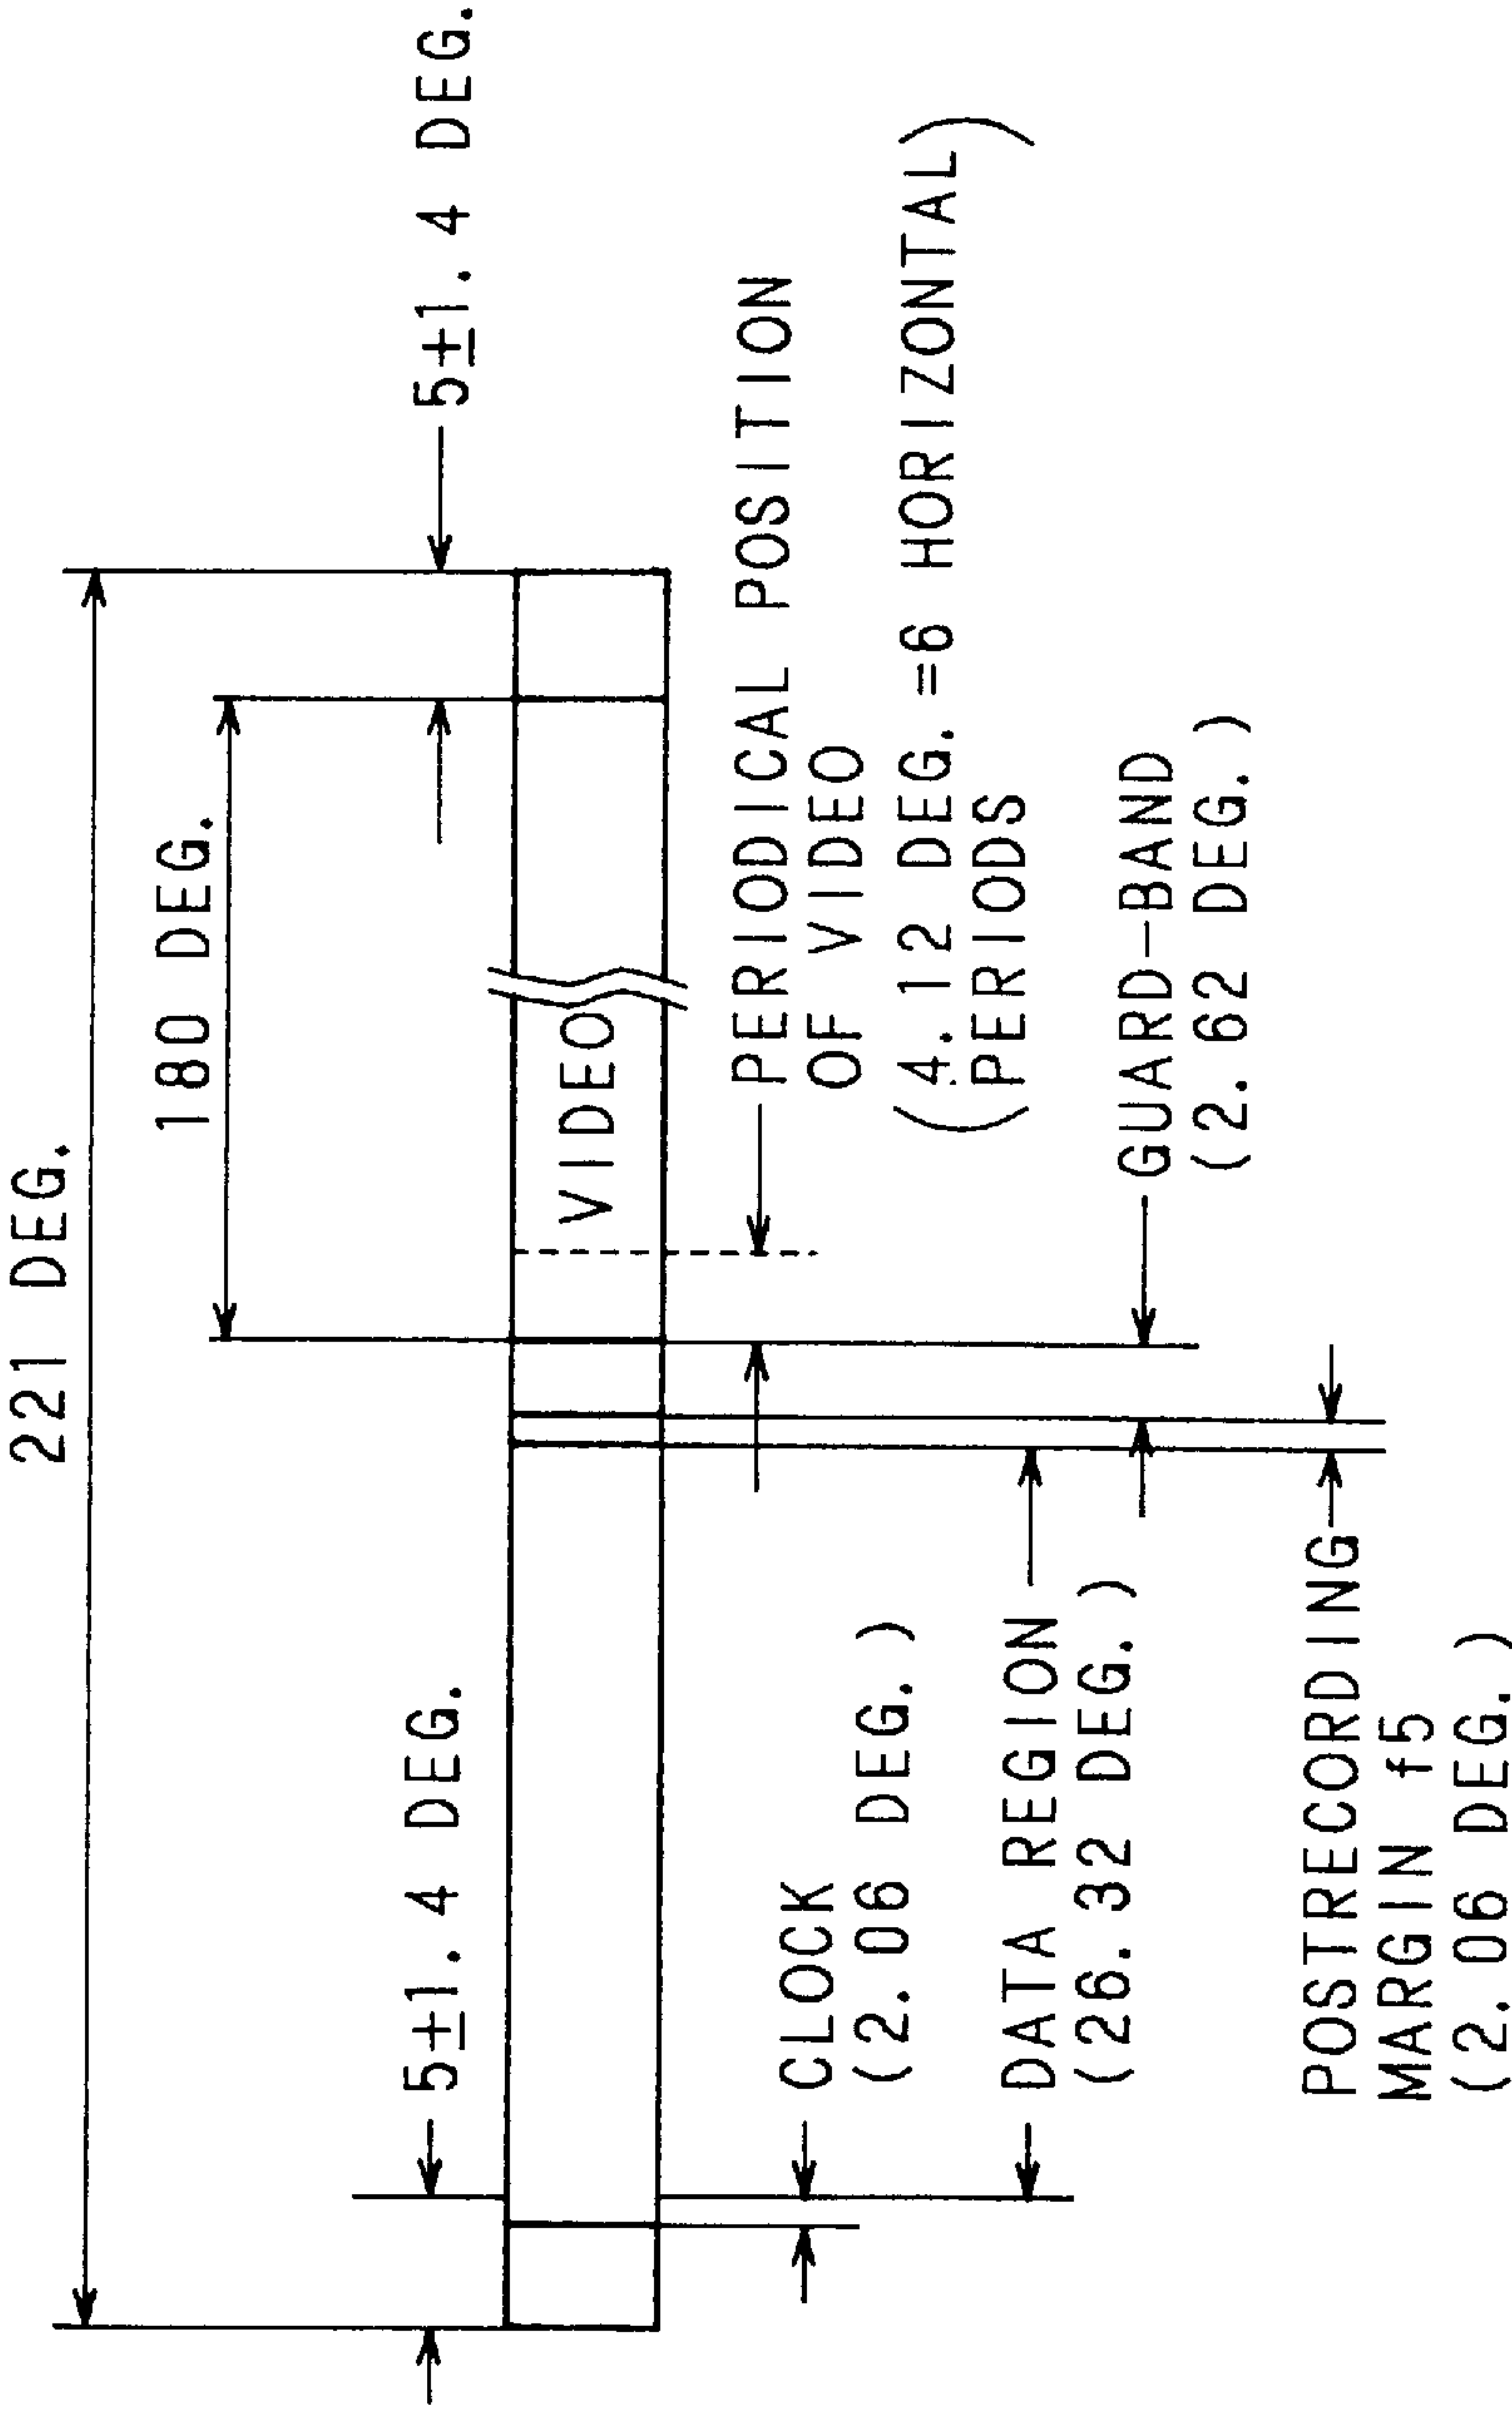 221 DEG.
180 DEG.
5±1.4 DEG.
5±1.4 DEG.
VIDEO
PERIODICAL POSITION
OF VIDEO
(4.12 DEG.=6 HORIZONTAL)
PERIODS
CLOCK
(2.06 DEG.)
DATA REGION
(26.32 DEG.)
GUARD-BAND
(2.62 DEG.)
POSTRECORDING
MARGIN f5
(2.06 DEG.)